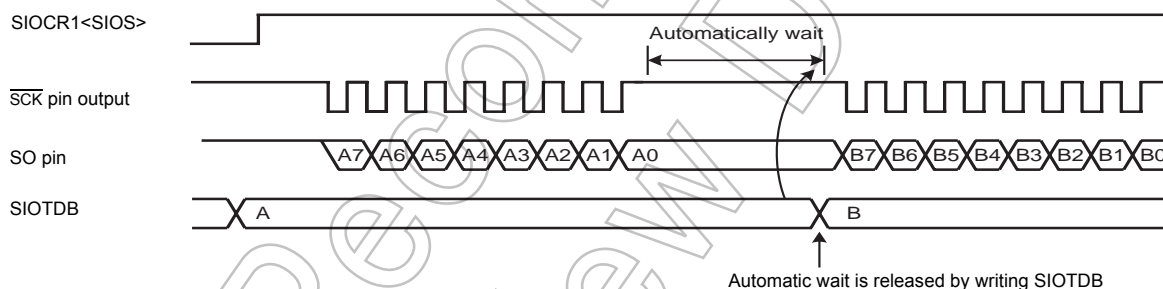 SIOCR1<SIOS>
Automatically wait
SCK pin output
SO pin
A7 A6 A5 A4 A3 A2 A1 A0 B7 B6 B5 B4 B3 B2 B1 B0
SIOTDB
A B
Automatic wait is released by writing SIOTDB